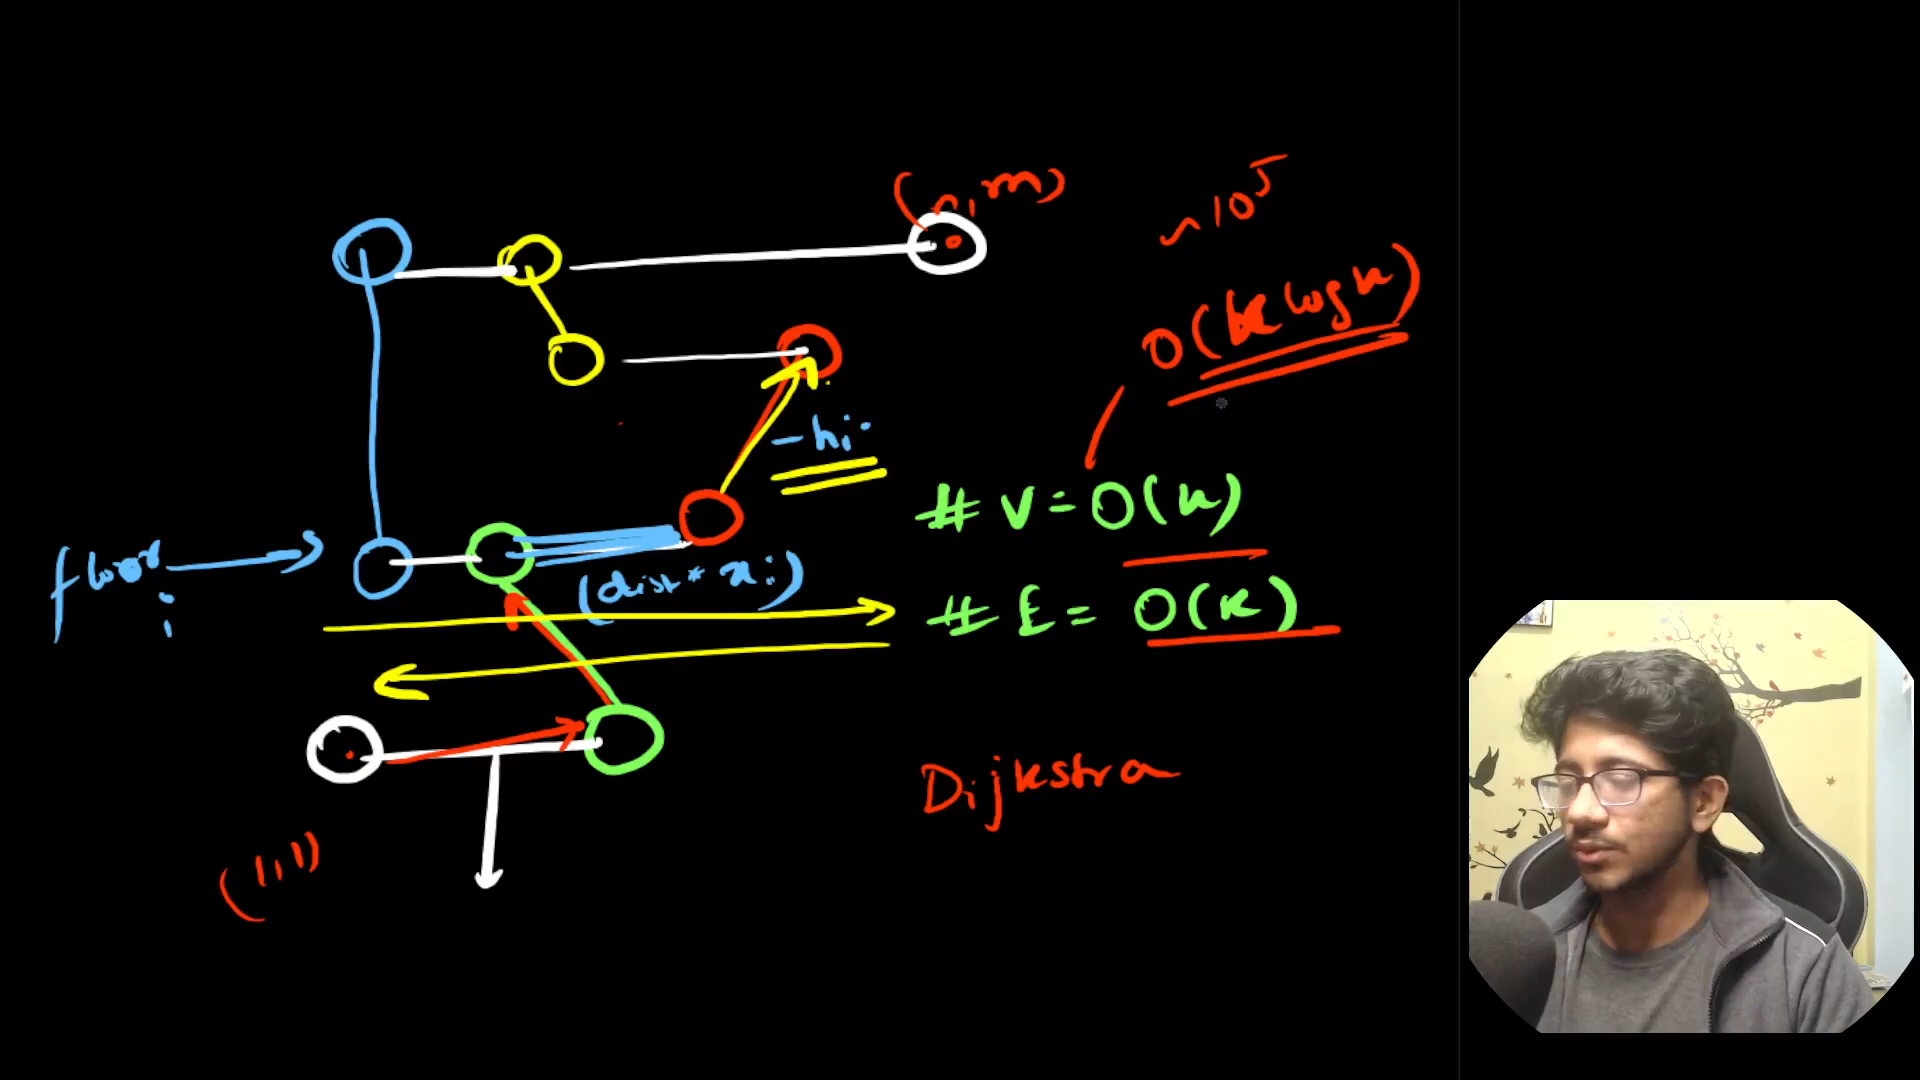 (n,m)
~10^5
O(k log k)
-hi
# V = O(k)
floor i
(dist * xi)
# E = O(k)
Dijkstra
(1,1)